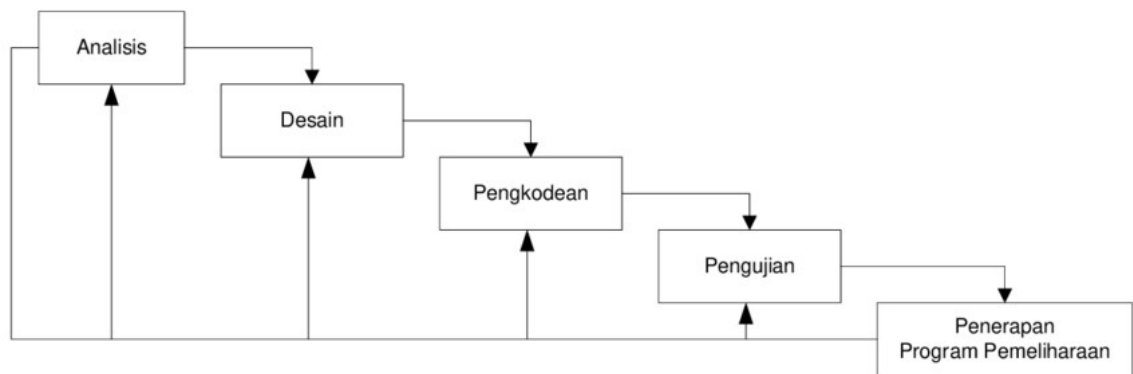 Analisis
Desain
Pengkodean
Pengujian
Penerapan
Program Pemeliharaan